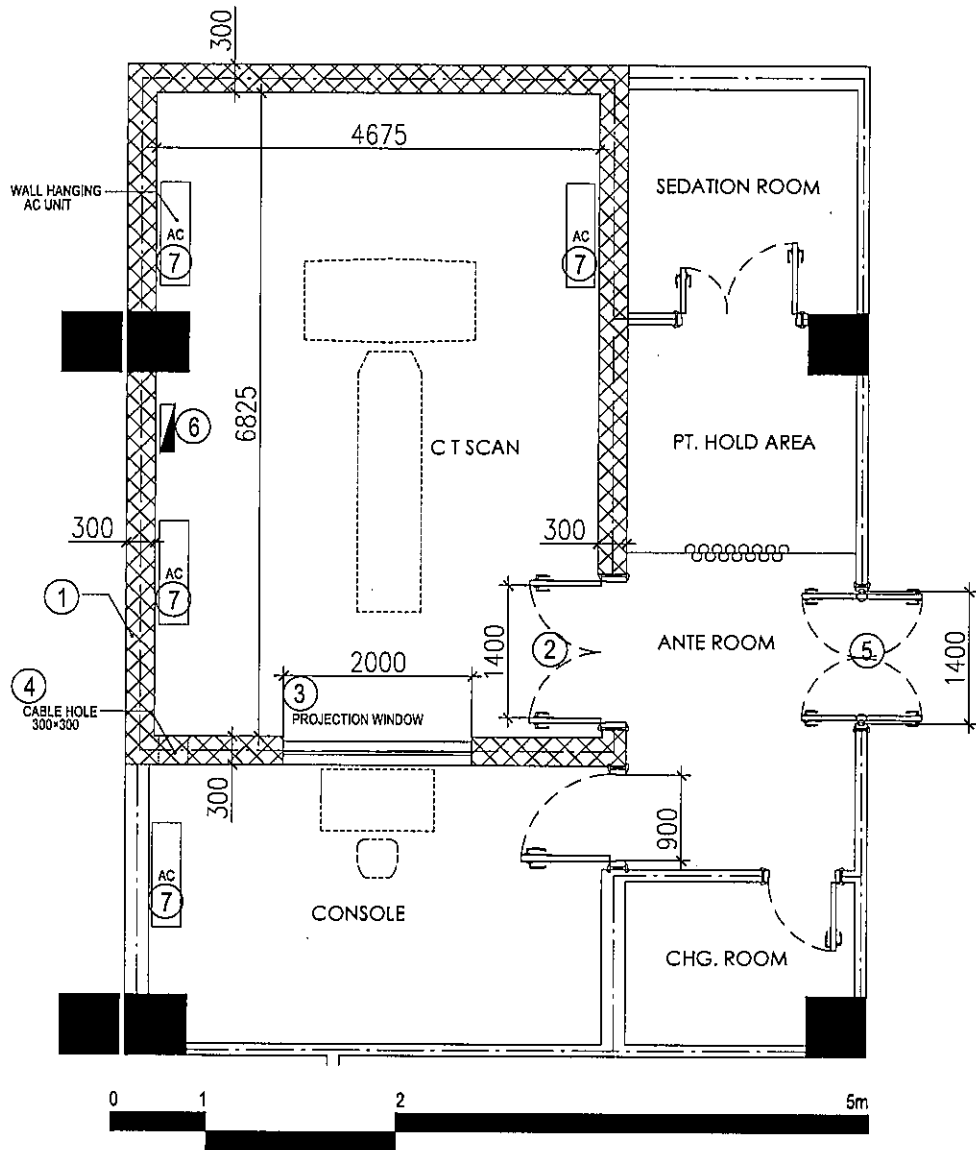 300
4675
WALL HANGING
AC UNIT
AC
7
AC
7
SEDATION ROOM
6825
6
C T SCAN
PT. HOLD AREA
300
300
AC
7
1
1400
2
ANTE ROOM
5
1400
2000
3
PROJECTION WINDOW
4
CABLE HOLE
300×300
300
900
AC
7
CONSOLE
CHG. ROOM
0 1 2 5m